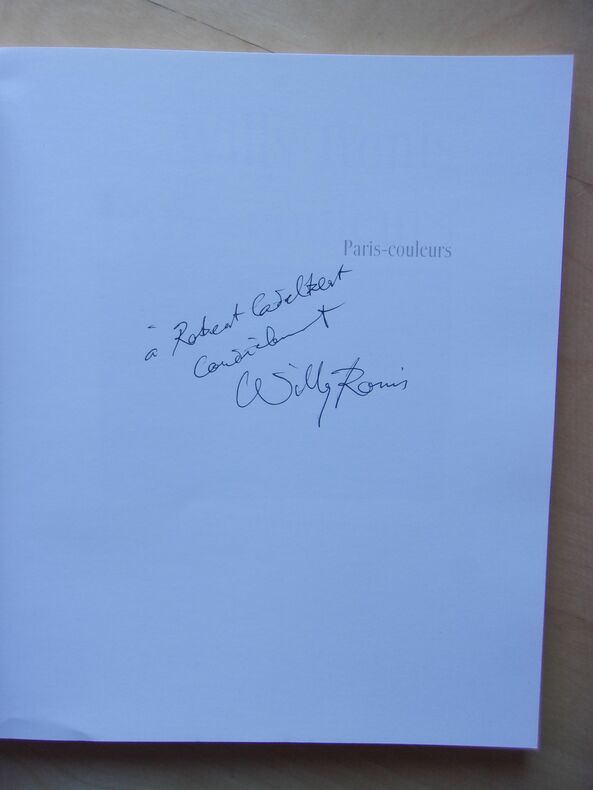 Paris-couleurs
à Robert
Cordialement
Willy Ronis